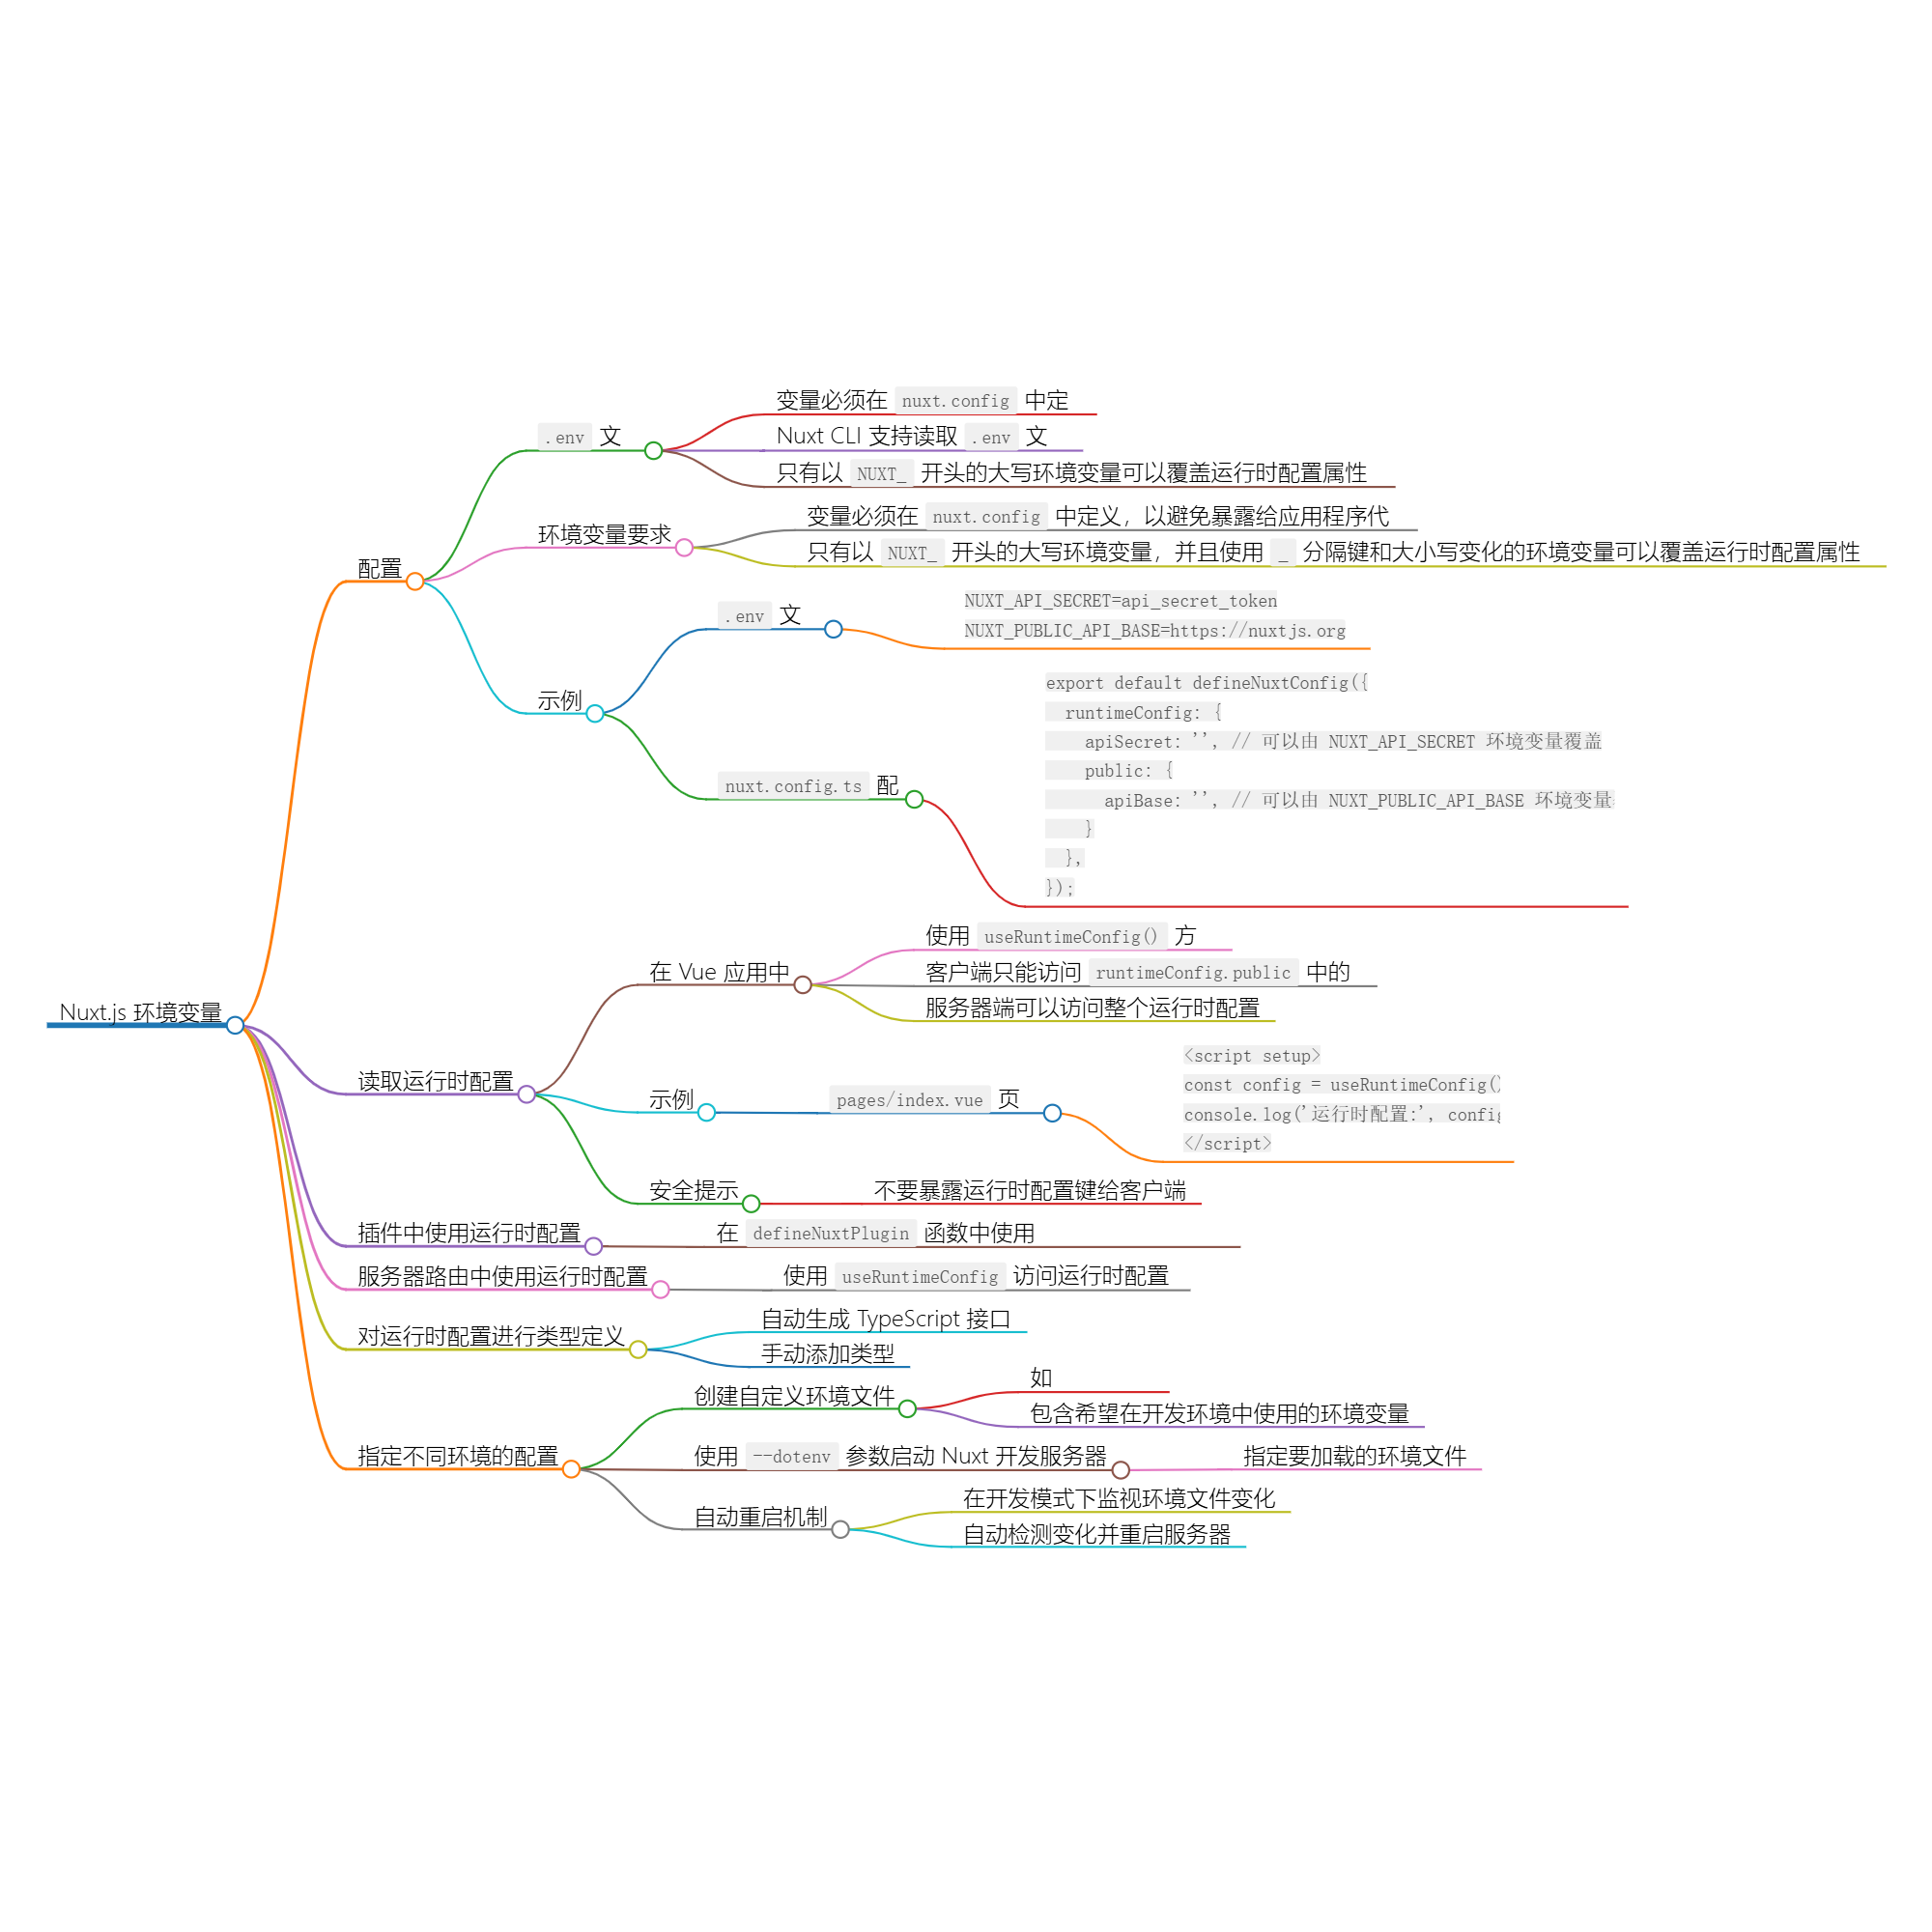 Nuxt.js 环境变量
配置
.env 文
变量必须在 nuxt.config 中定
Nuxt CLI 支持读取 .env 文
只有以 NUXT_ 开头的大写环境变量可以覆盖运行时配置属性
环境变量要求
变量必须在 nuxt.config 中定义，以避免暴露给应用程序代
只有以 NUXT_ 开头的大写环境变量，并且使用 _ 分隔键和大小写变化的环境变量可以覆盖运行时配置属性
示例
.env 文
NUXT_API_SECRET=api_secret_token
NUXT_PUBLIC_API_BASE=https://nuxtjs.org
nuxt.config.ts 配
export default defineNuxtConfig({
runtimeConfig: {
apiSecret: '', // 可以由 NUXT_API_SECRET 环境变量覆盖
public: {
apiBase: '', // 可以由 NUXT_PUBLIC_API_BASE 环境变量
}
},
});
读取运行时配置
在 Vue 应用中
使用 useRuntimeConfig() 方
客户端只能访问 runtimeConfig.public 中的
服务器端可以访问整个运行时配置
示例
pages/index.vue 页
<script setup>
const config = useRuntimeConfig()
console.log('运行时配置:', config
</script>
安全提示
不要暴露运行时配置键给客户端
插件中使用运行时配置
在 defineNuxtPlugin 函数中使用
服务器路由中使用运行时配置
使用 useRuntimeConfig 访问运行时配置
对运行时配置进行类型定义
自动生成 TypeScript 接口
手动添加类型
指定不同环境的配置
创建自定义环境文件
如
包含希望在开发环境中使用的环境变量
使用 --dotenv 参数启动 Nuxt 开发服务器
指定要加载的环境文件
自动重启机制
在开发模式下监视环境文件变化
自动检测变化并重启服务器